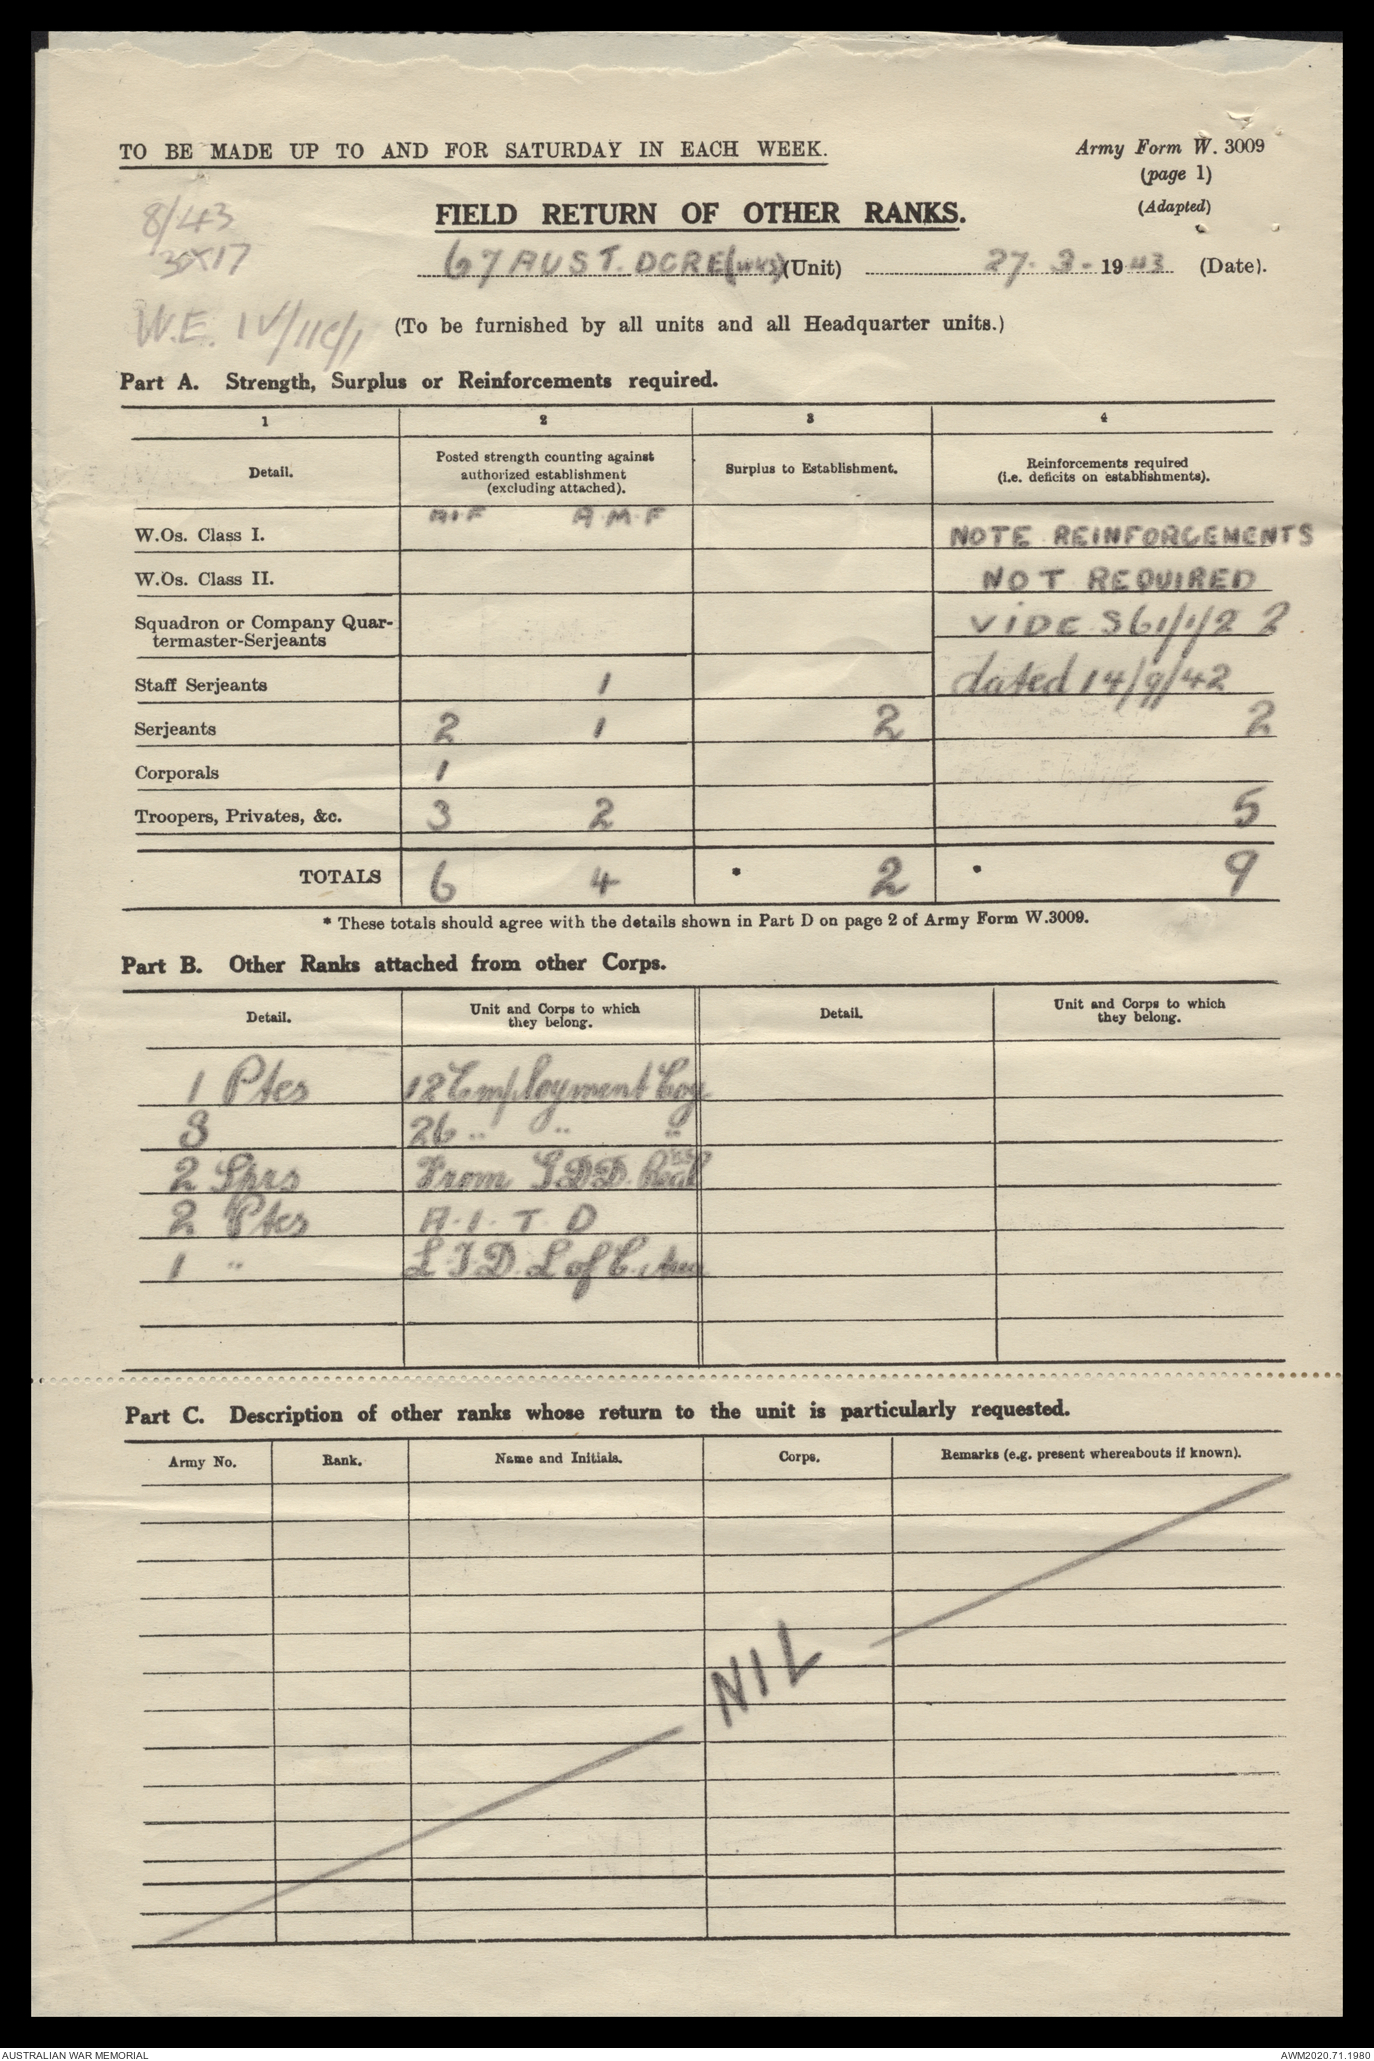 TO BE MADE UP TO AND FOR SATURDAY IN EACH WEEK.
Army Form W. 3009
(page 1)
(Adapted)
8/43
30X17
FIELD RETURN OF OTHER RANKS.
67 AUST. DCRE (WKS) (Unit) 27.3.1943 (Date).
W.E. IV/11C/1
(To be furnished by all units and all Headquarter units.)
Part A. Strength, Surplus or Reinforcements required.
1 2 3 4
Detail. Posted strength counting against authorized establishment (excluding attached). Surplus to Establishment. Reinforcements required (i.e. deficits on establishments).
A.I.F A.M.F
W.Os. Class I. NOTE REINFORCEMENTS
W.Os. Class II. NOT REQUIRED
Squadron or Company Quar-
termaster-Serjeants VIDE S61/1/2
Staff Serjeants 1 dated 14/9/42
Serjeants 2 1 2 2
Corporals 1
Troopers, Privates, &c. 3 2 5
TOTALS 6 4 * 2 * 9
* These totals should agree with the details shown in Part D on page 2 of Army Form W.3009.
Part B. Other Ranks attached from other Corps.
Detail. Unit and Corps to which they belong. Detail. Unit and Corps to which they belong.
1 Ptes 12 Employment Coy
3 26 " " "
2 Sprs From G.D.D.
2 Ptes A.I.T.D
1 " L.T.D. L of C. Area
Part C. Description of other ranks whose return to the unit is particularly requested.
Army No. Rank. Name and Initials. Corps. Remarks (e.g. present whereabouts if known).
NIL
AUSTRALIAN WAR MEMORIAL
AWM2020.71.1980